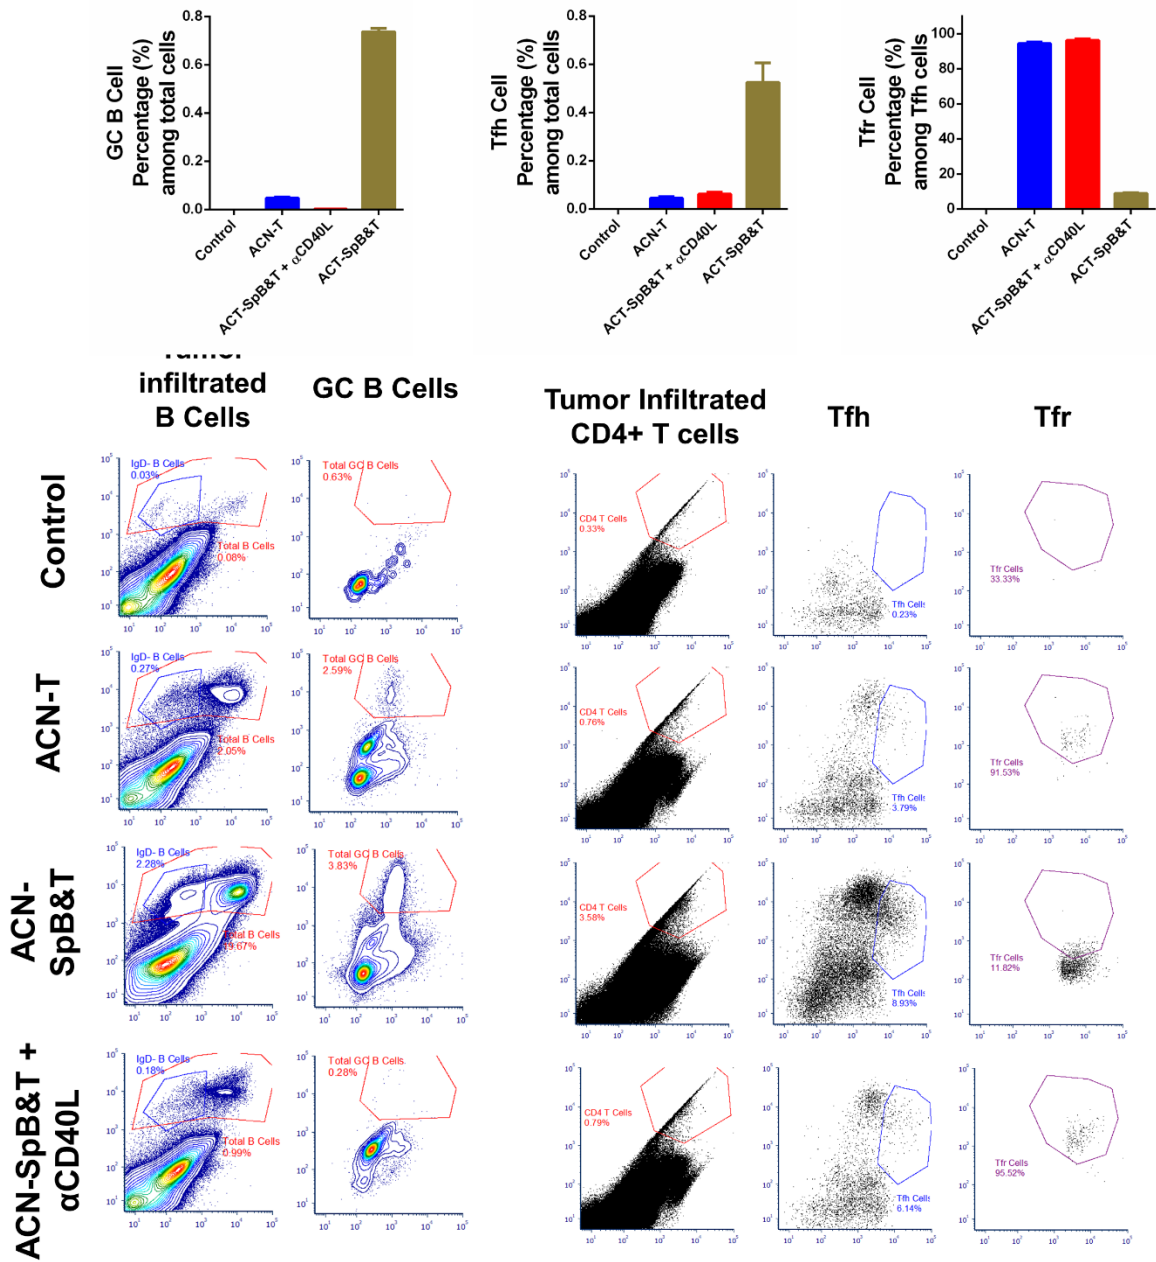 GC B Cell
Percentage (%)
among total cells
0.8
0.6
0.4
0.2
0.0
Control
ACN-T
ACT-SpB&T + αCD40L
ACT-SpB&T
Tfh Cell
Percentage (%)
among total cells
0.8
0.6
0.4
0.2
0.0
Control
ACN-T
ACT-SpB&T + αCD40L
ACT-SpB&T
Tfr Cell
Percentage (%)
among Tfh cells
100
80
60
40
20
0
Control
ACN-T
ACT-SpB&T + αCD40L
ACT-SpB&T
Tumor
infiltrated
B Cells
GC B Cells
Tumor Infiltrated
CD4+ T cells
Tfh
Tfr
Control
IgD- B Cells
0.03%
Total B Cells
0.08%
Total GC B Cells
0.63%
CD4 T Cells
0.33%
Tfh Cells
0.23%
Tfr Cells
33.33%
ACN-T
IgD- B Cells
0.27%
Total B Cells
2.05%
Total GC B Cells
2.59%
CD4 T Cells
0.76%
Tfh Cells
3.79%
Tfr Cells
91.53%
ACN-
SpB&T
IgD- B Cells
2.28%
Total B Cells
Total GC B Cells
3.83%
CD4 T Cells
3.58%
Tfh Cells
8.93%
Tfr Cells
11.82%
ACN-SpB&T +
αCD40L
IgD- B Cells
0.18%
Total B Cells
0.99%
Total GC B Cells
0.28%
CD4 T Cells
0.79%
Tfh Cells
6.14%
Tfr Cells
95.52%